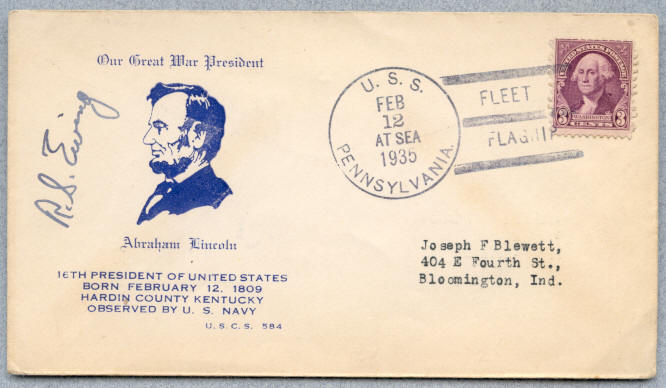 Our Great War President
R.S. Ewing
Abraham Lincoln
16TH PRESIDENT OF UNITED STATES
BORN FEBRUARY 12, 1809
HARDIN COUNTY KENTUCKY
OBSERVED BY U. S. NAVY
U.S.C.S. 584
U. S. S.
FEB
12
AT SEA
1935
PENNSYLVANIA.
FLEET
FLAGSHIP
UNITED STATES POSTAGE
WASHINGTON
3 CENTS 3
Joseph F Blewett,
404 E Fourth St.,
Bloomington, Ind.